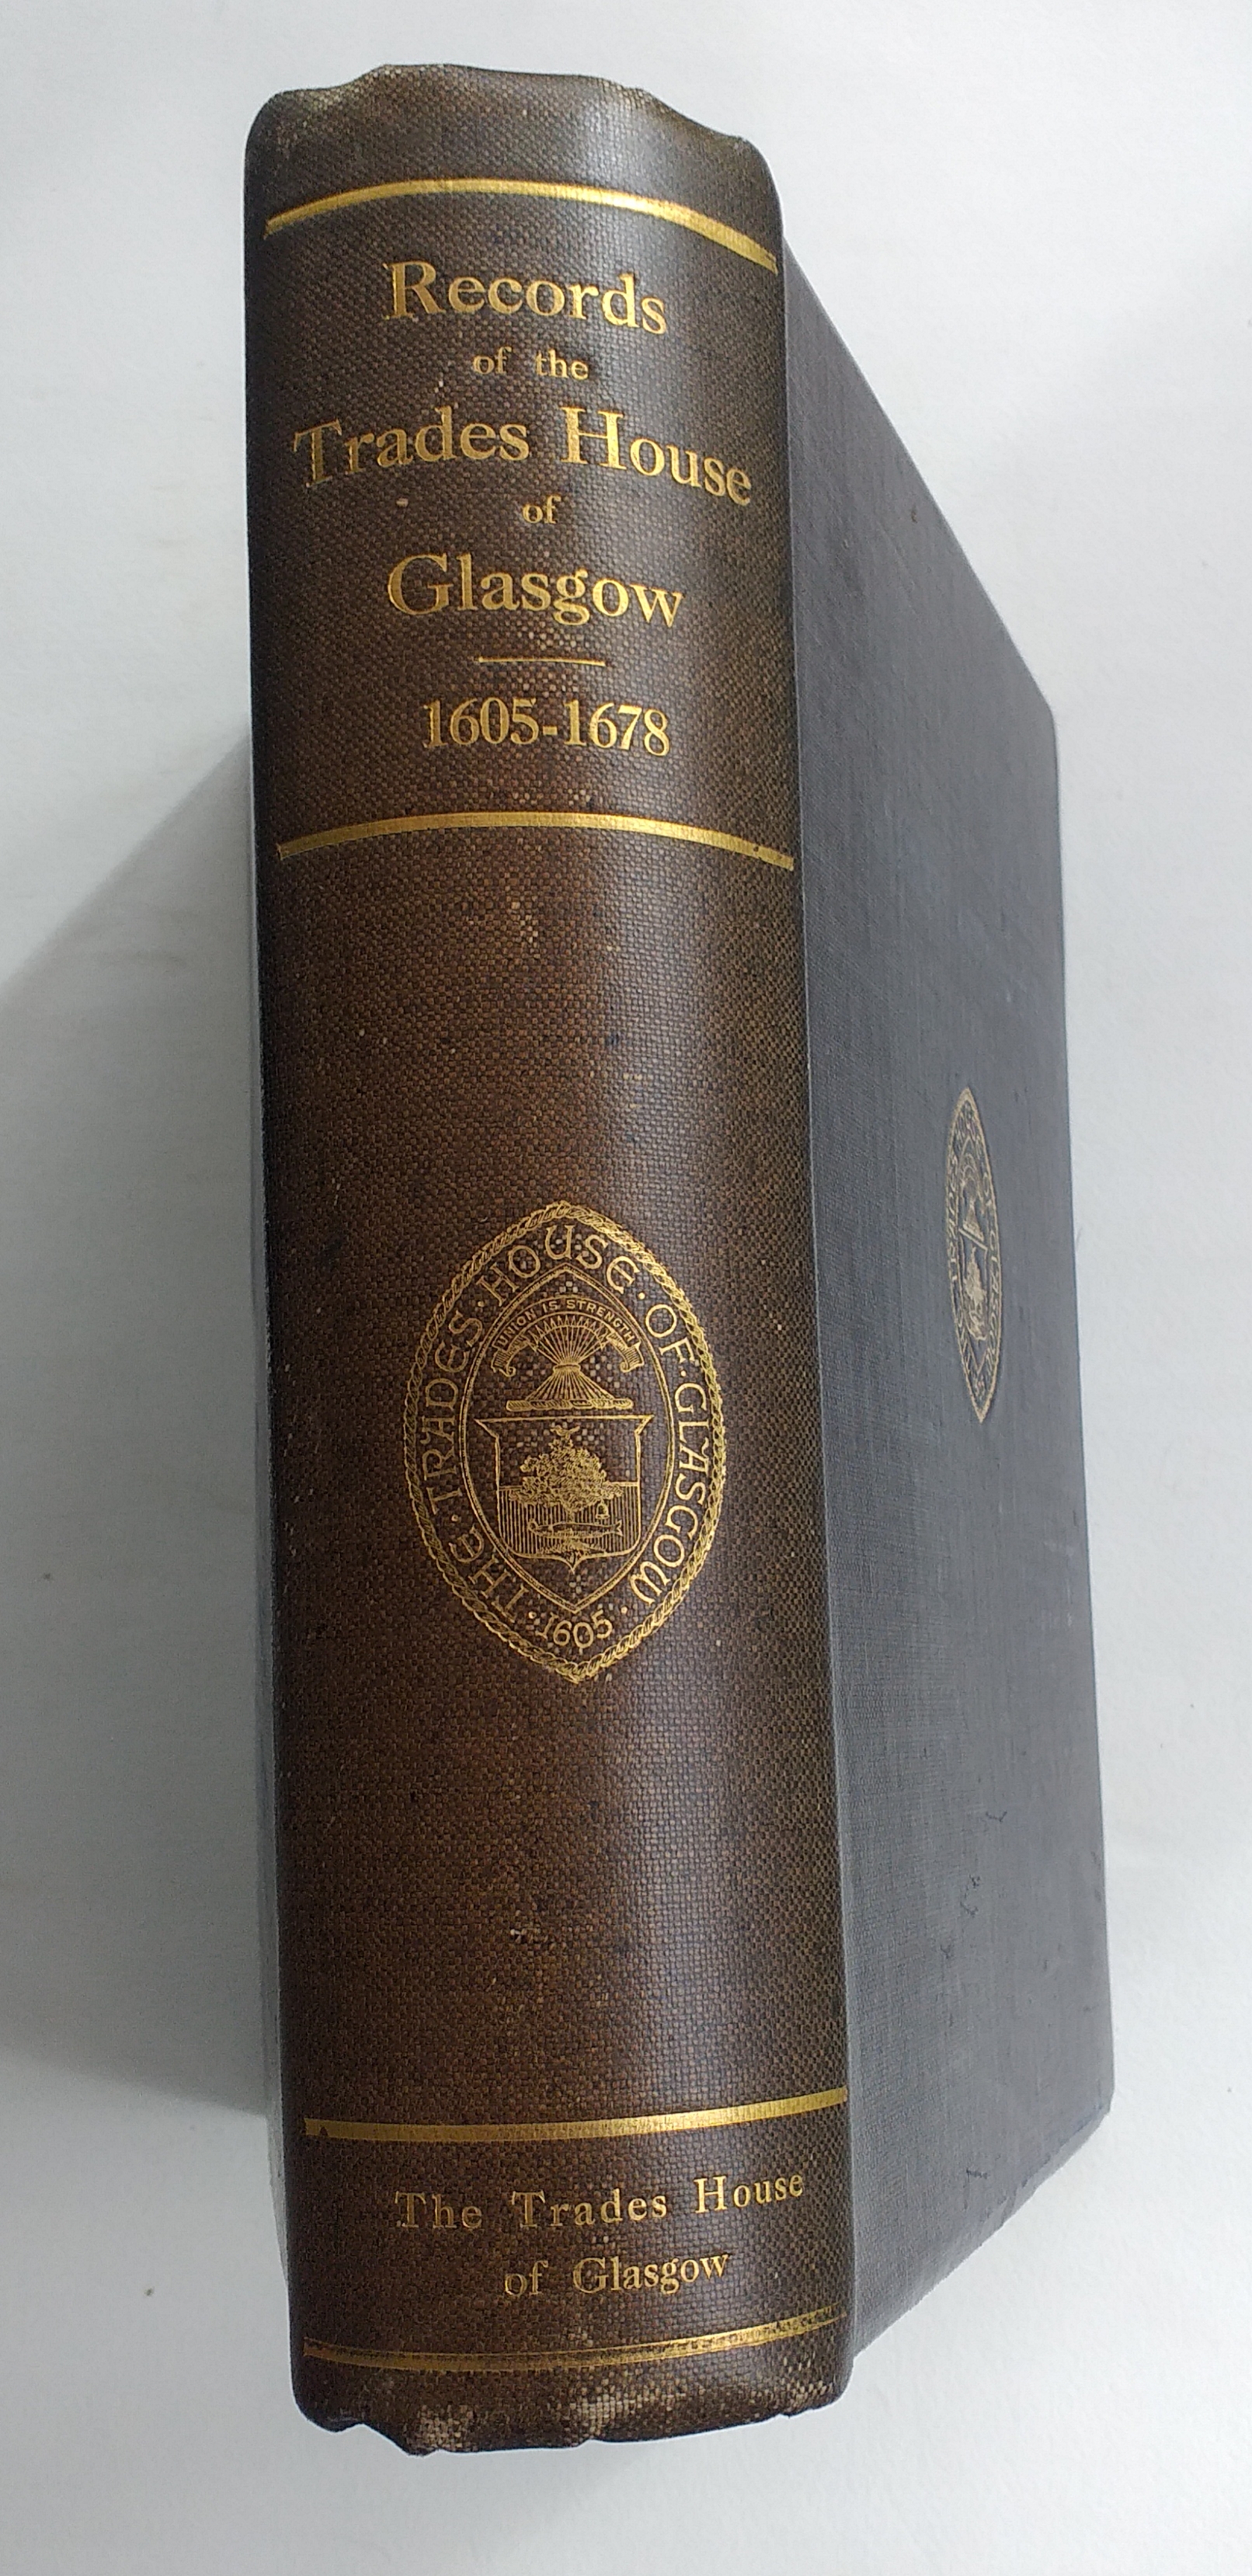 Records
of the
Trades House
of
Glasgow
1605-1678
THE · TRADES · HOUSE · OF · GLASGOW
UNION IS STRENGTH
· 1605 ·
The Trades House
of Glasgow